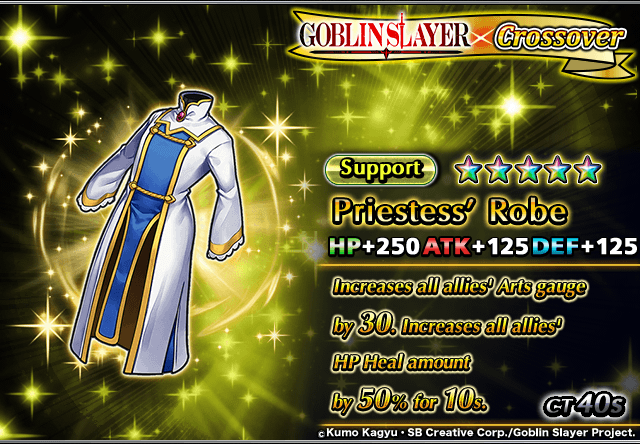 GOBLIN SLAYER × Crossover
Support
Priestess' Robe
HP+250 ATK+125 DEF+125
Increases all allies' Arts gauge
by 30. Increases all allies'
HP Heal amount
by 50% for 10s.
CT 40s
©Kumo Kagyu・SB Creative Corp./Goblin Slayer Project.